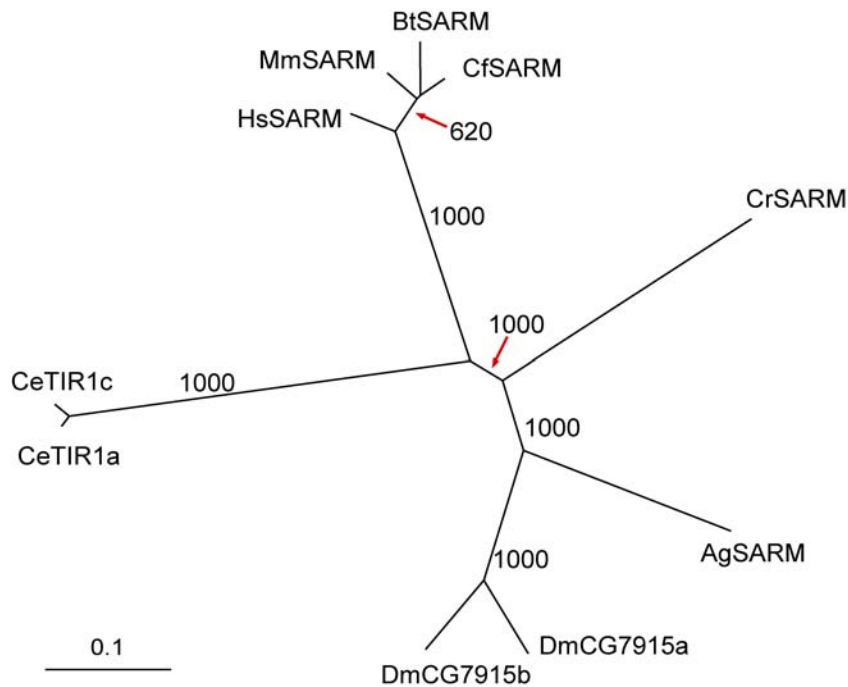 BtSARM
MmSARM
CfSARM
HsSARM
620
CrSARM
1000
1000
CeTIR1c
1000
CeTIR1a
1000
AgSARM
1000
DmCG7915a
0.1
DmCG7915b